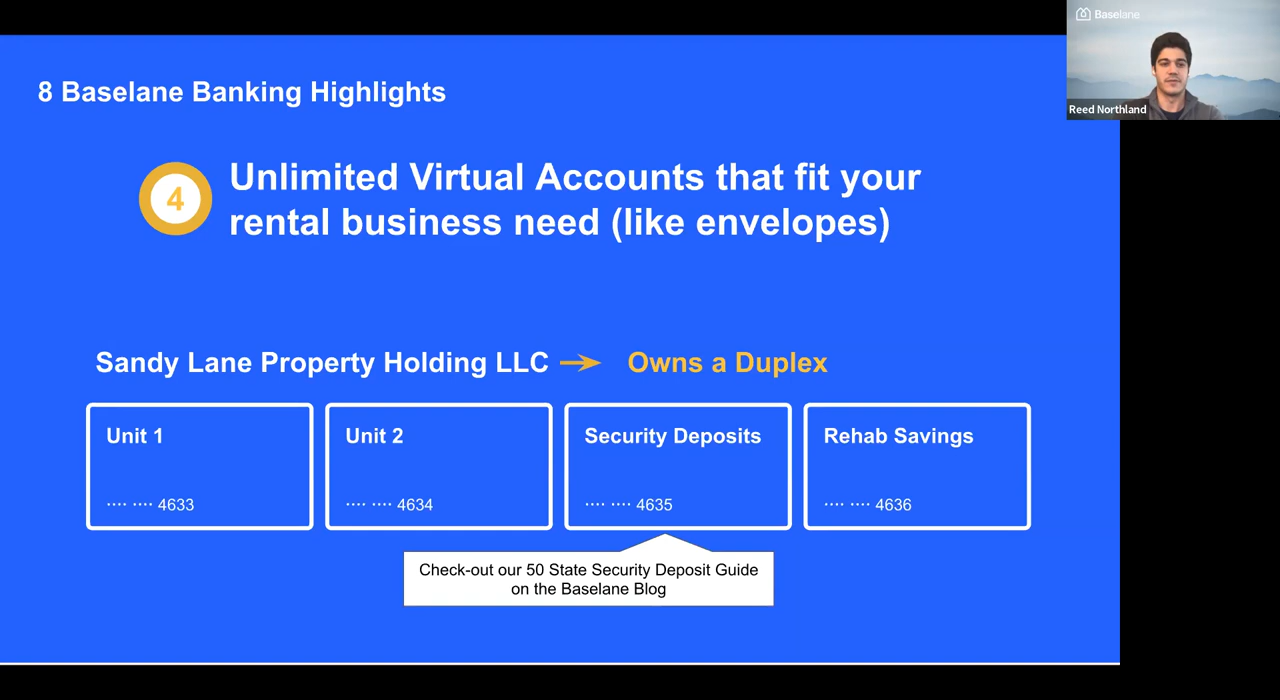 Baselane
Reed Northland
8 Baselane Banking Highlights
4
Unlimited Virtual Accounts that fit your
rental business need (like envelopes)
Sandy Lane Property Holding LLC → Owns a Duplex
Unit 1
···· ···· 4633
Unit 2
···· ···· 4634
Security Deposits
···· ···· 4635
Rehab Savings
···· ···· 4636
Check-out our 50 State Security Deposit Guide
on the Baselane Blog